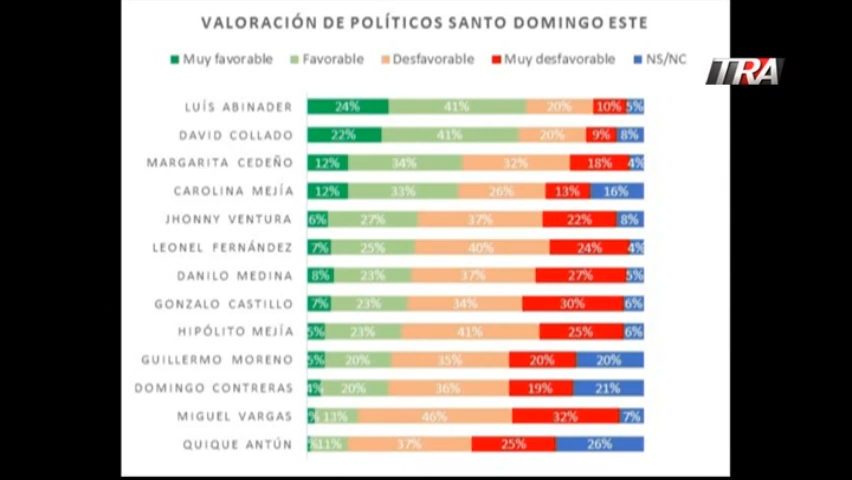 VALORACIÓN DE POLÍTICOS SANTO DOMINGO ESTE
Muy favorable Favorable Desfavorable Muy desfavorable NS/NC
ITRA
LUÍS ABINADER 24% 41% 20% 10% 5%
DAVID COLLADO 22% 41% 20% 9% 8%
MARGARITA CEDEÑO 12% 34% 32% 18% 4%
CAROLINA MEJÍA 12% 33% 26% 13% 16%
JHONNY VENTURA 6% 27% 37% 22% 8%
LEONEL FERNÁNDEZ 7% 25% 40% 24% 4%
DANILO MEDINA 8% 23% 37% 27% 5%
GONZALO CASTILLO 7% 23% 34% 30% 6%
HIPÓLITO MEJÍA 5% 23% 41% 25% 6%
GUILLERMO MORENO 5% 20% 35% 20% 20%
DOMINGO CONTRERAS 4% 20% 36% 19% 21%
MIGUEL VARGAS % 13% 46% 32% 7%
QUIQUE ANTÚN 11% 37% 25% 26%